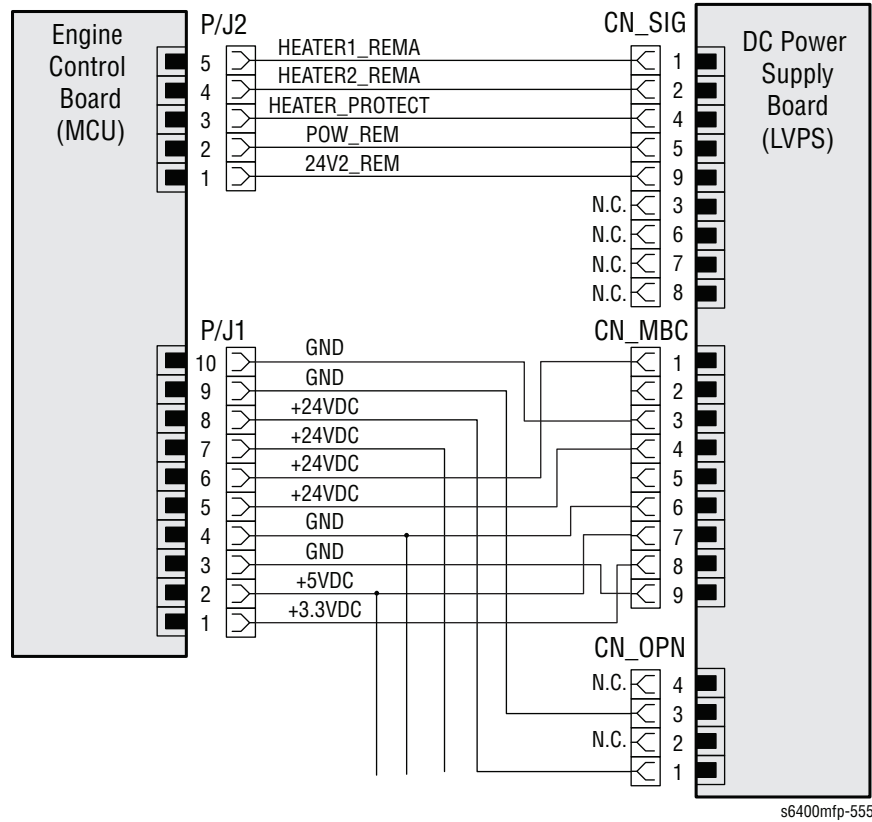 Engine
Control
Board
(MCU)
P/J2
CN_SIG
DC Power
Supply
Board
(LVPS)
5 HEATER1_REMA 1
4 HEATER2_REMA 2
3 HEATER_PROTECT 4
2 POW_REM 5
1 24V2_REM 9
N.C. 3
N.C. 6
N.C. 7
N.C. 8
P/J1
CN_MBC
10 GND 1
9 GND 2
8 +24VDC 3
7 +24VDC 4
6 +24VDC 5
5 +24VDC 6
4 GND 7
3 GND 8
2 +5VDC 9
1 +3.3VDC
CN_OPN
N.C. 4
3
N.C. 2
1
s6400mfp-555